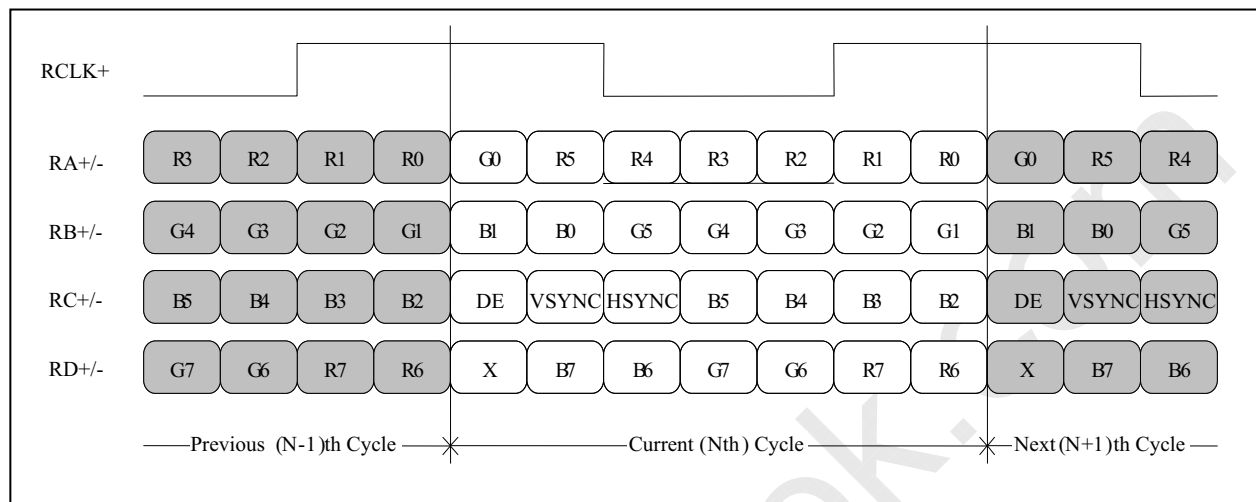 RCLK+
RA+/- R3 R2 R1 R0 G0 R5 R4 R3 R2 R1 R0 G0 R5 R4
RB+/- G4 G3 G2 G1 B1 B0 G5 G4 G3 G2 G1 B1 B0 G5
RC+/- B5 B4 B3 B2 DE VSYNC HSYNC B5 B4 B3 B2 DE VSYNC HSYNC
RD+/- G7 G6 R7 R6 X B7 B6 G7 G6 R7 R6 X B7 B6
Previous (N-1)th Cycle Current (Nth) Cycle Next (N+1)th Cycle